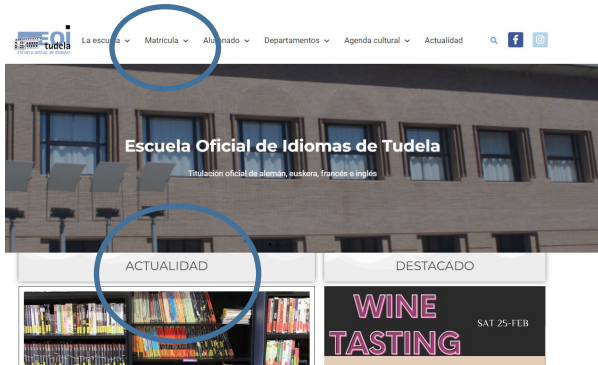 EOI
tudela
ESCUELA OFICIAL DE IDIOMAS
La escuela
Matrícula
Alumnado
Departamentos
Agenda cultural
Actualidad
Escuela Oficial de Idiomas de Tudela
Titulación oficial de alemán, euskera, francés e inglés
ACTUALIDAD
DESTACADO
WINE
TASTING
SAT 25-FEB